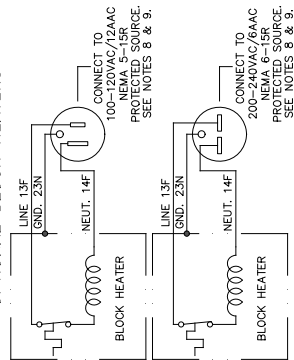 LINE 13F
GND. 23N
NEUT. 14F
BLOCK HEATER
CONNECT TO
100-120VAC/12AAC
NEMA 5-15R
PROTECTED SOURCE.
SEE NOTES 8 & 9.
LINE 13F
GND. 23N
NEUT. 14F
BLOCK HEATER
CONNECT TO
200-240VAC/6AAC
NEMA 6-15R
PROTECTED SOURCE.
SEE NOTES 8 & 9.